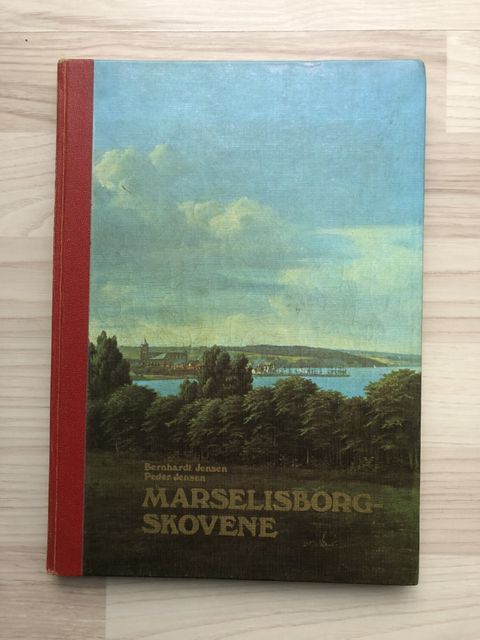 Bernhardt Jensen
Peder Jensen
MARSELISBORG-
SKOVENE